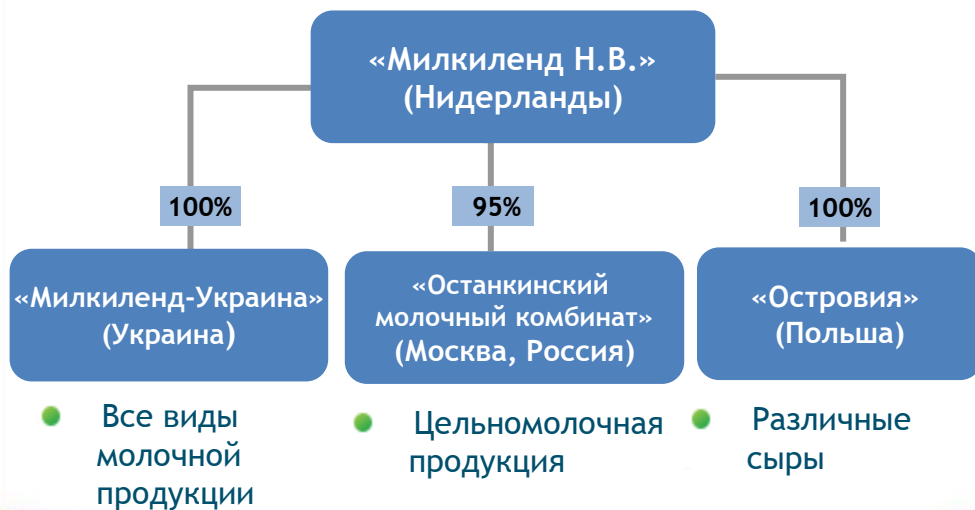 «Милкиленд Н.В.»
(Нидерланды)
100%
95%
100%
«Милкиленд-Украина»
(Украина)
«Останкинский
молочный комбинат»
(Москва, Россия)
«Островия»
(Польша)
Все виды
молочной
продукции
Цельномолочная
продукция
Различные
сыры